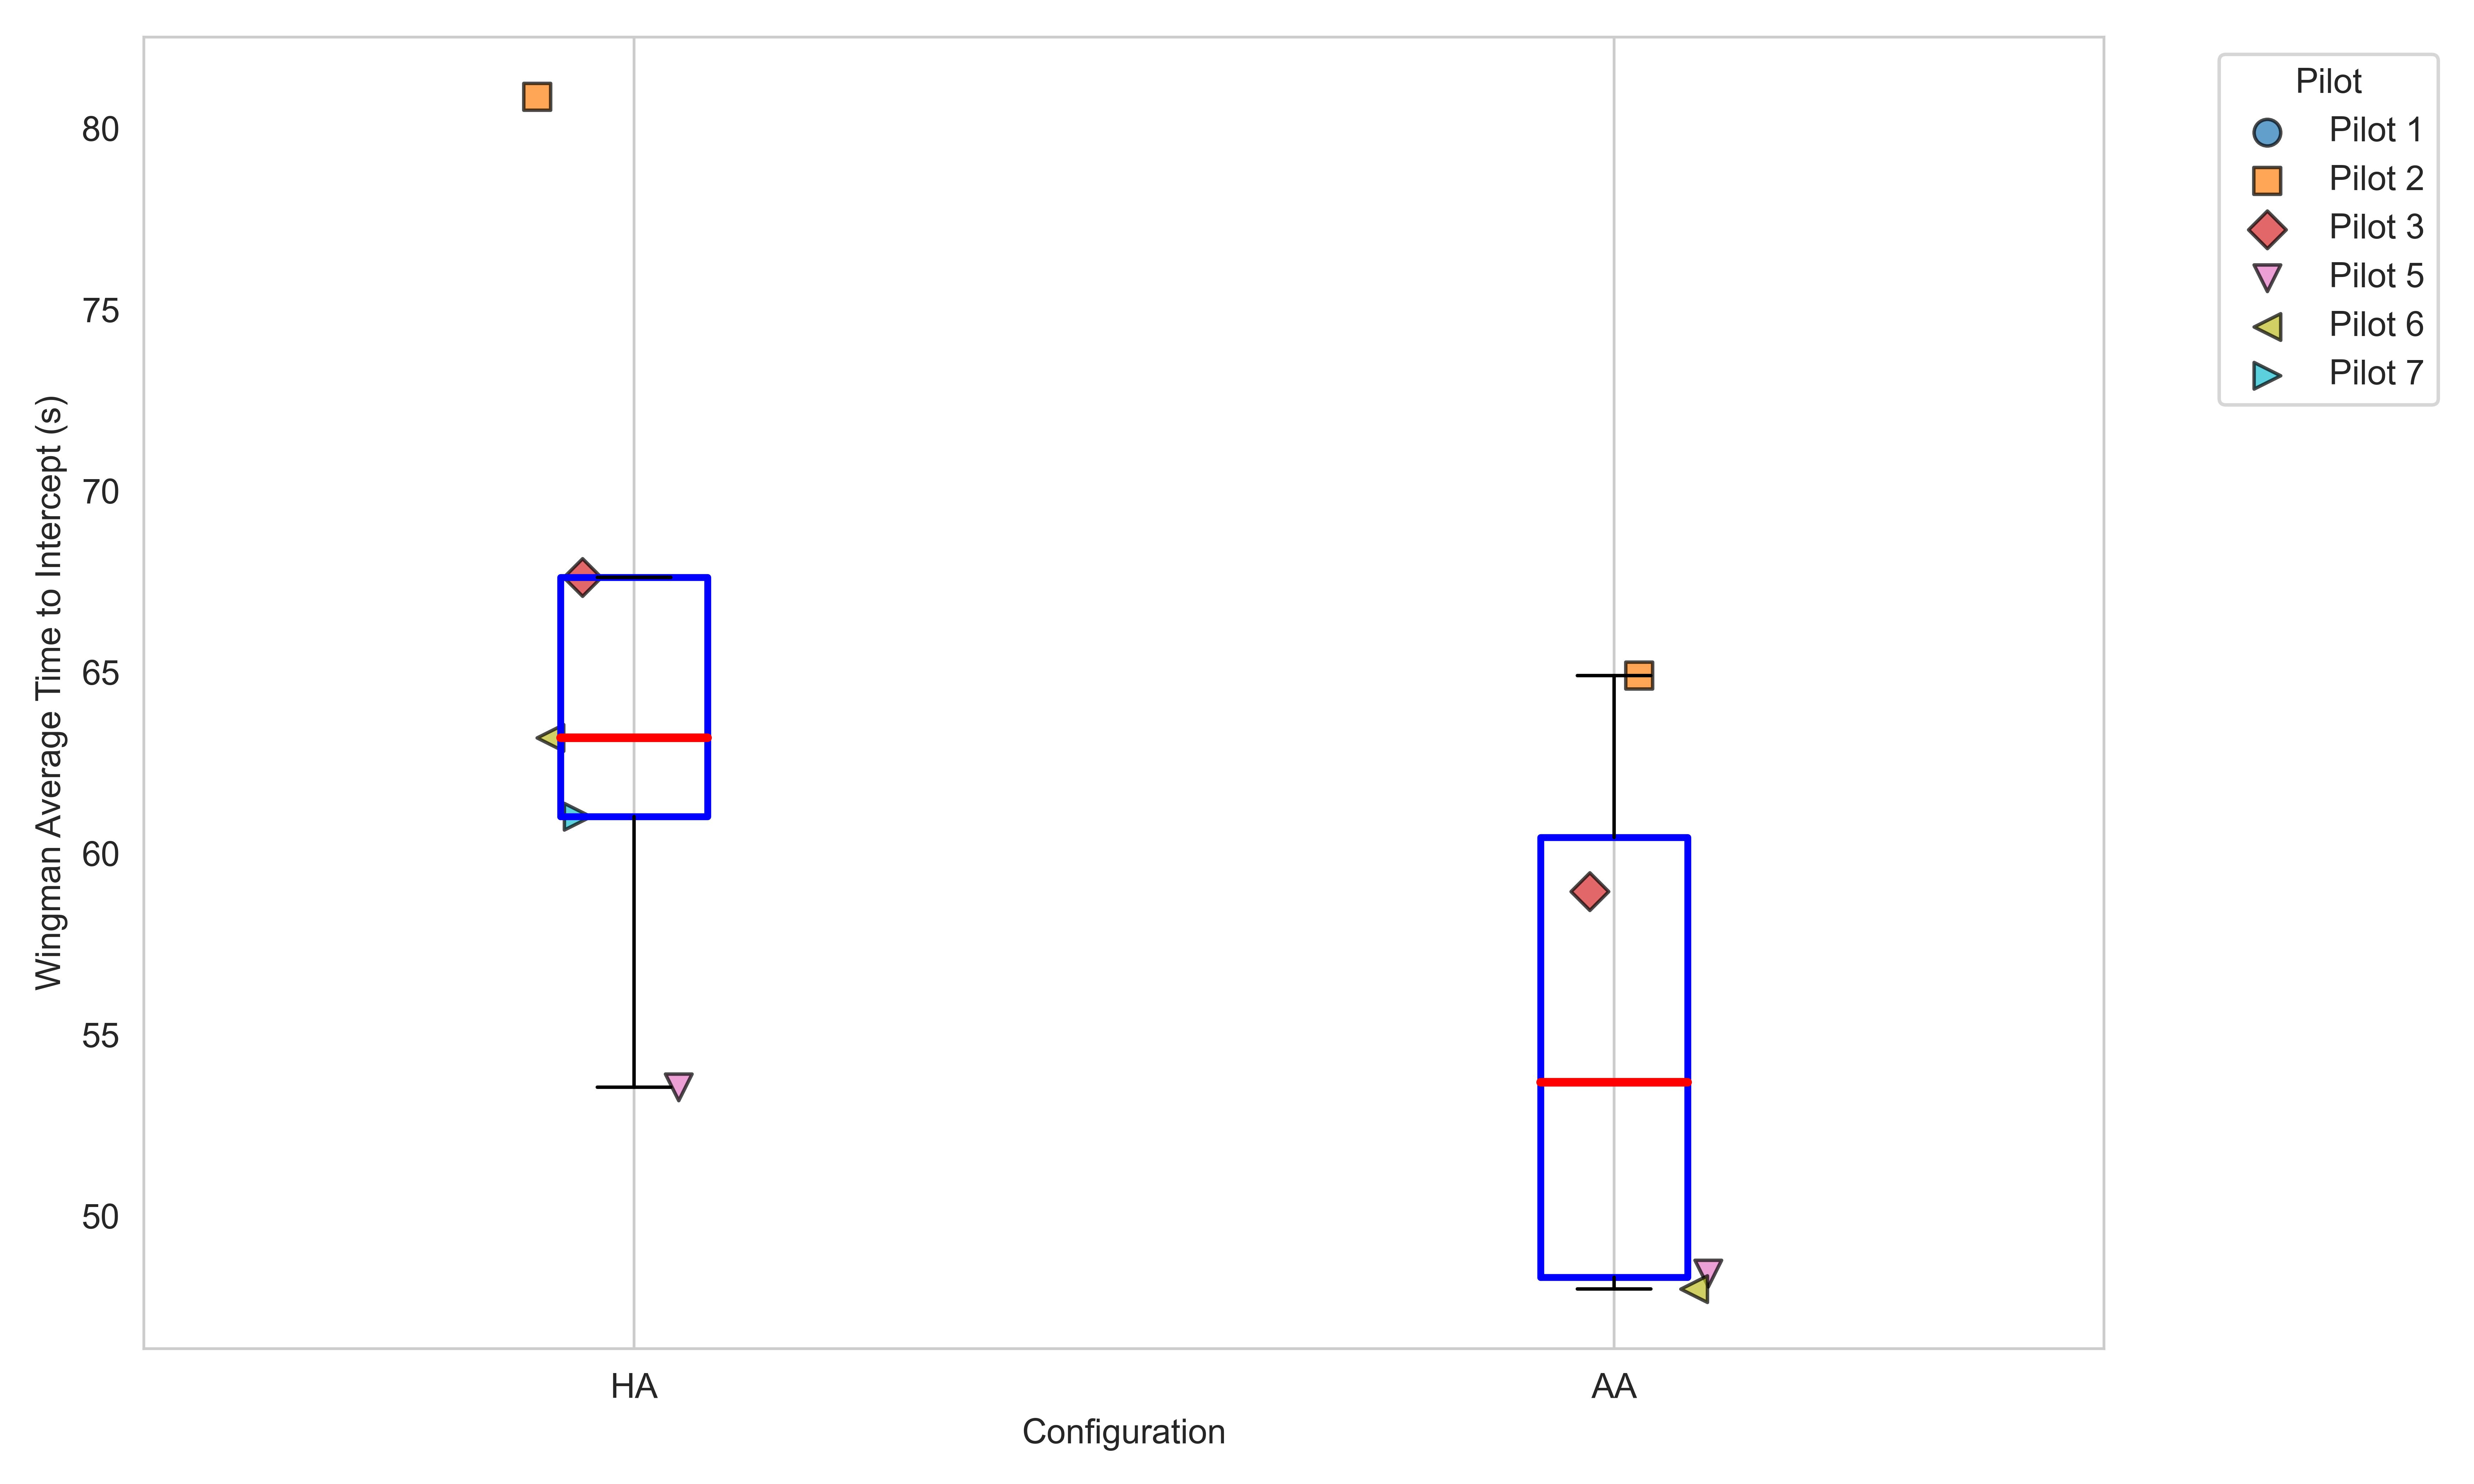 Pilot
Pilot 1
Pilot 2
Pilot 3
Pilot 5
Pilot 6
Pilot 7
80
75
70
65
60
55
50
Wingman Average Time to Intercept (s)
HA
AA
Configuration